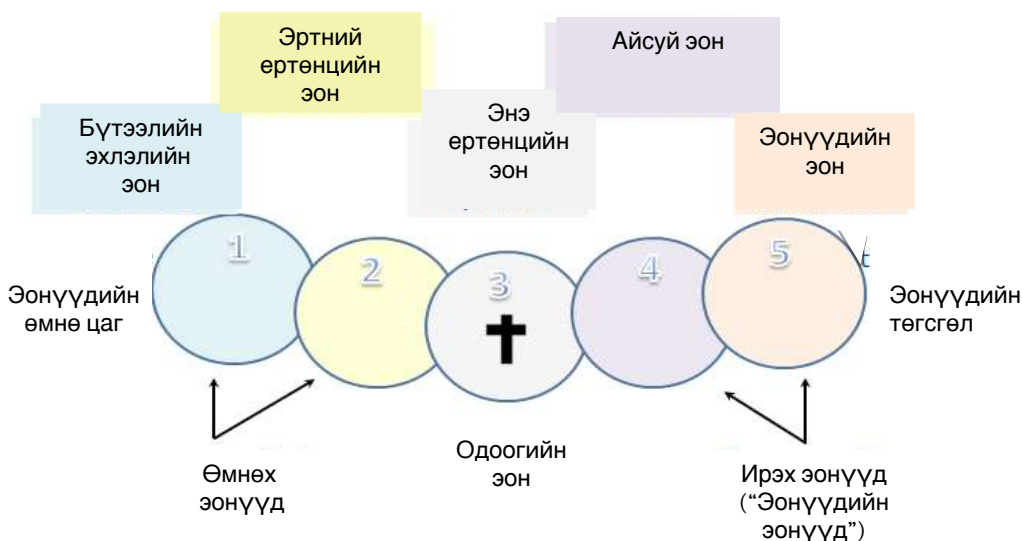 Эртний
ертөнцийн
эон
Айсуй эон
Бүтээлийн
эхлэлийн
эон
Энэ
ертөнцийн
эон
Эонүүдийн
эон
1
2
3
4
5
Эонүүдийн
өмнө цаг
Эонүүдийн
төгсгөл
Өмнөх
эонүүд
Одоогийн
эон
Ирэх эонүүд
(“Эонүүдийн
эонүүд”)